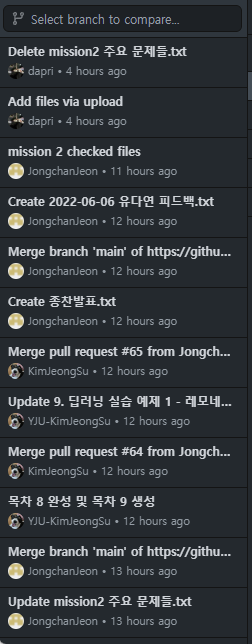 Select branch to compare...
Delete mission2 주요 문제들.txt
dapri • 4 hours ago
Add files via upload
dapri • 4 hours ago
mission 2 checked files
JongchanJeon • 11 hours ago
Create 2022-06-06 유다연 피드백.txt
JongchanJeon • 12 hours ago
Merge branch 'main' of https://githu...
JongchanJeon • 12 hours ago
Create 종찬발표.txt
JongchanJeon • 12 hours ago
Merge pull request #65 from Jongch...
KimJeongSu • 12 hours ago
Update 9. 딥러닝 실습 예제 1 - 레모네...
YJU-KimJeongSu • 12 hours ago
Merge pull request #64 from Jongch...
KimJeongSu • 12 hours ago
목차 8 완성 및 목차 9 생성
YJU-KimJeongSu • 12 hours ago
Merge branch 'main' of https://githu...
JongchanJeon • 13 hours ago
Update mission2 주요 문제들.txt
JongchanJeon • 13 hours ago